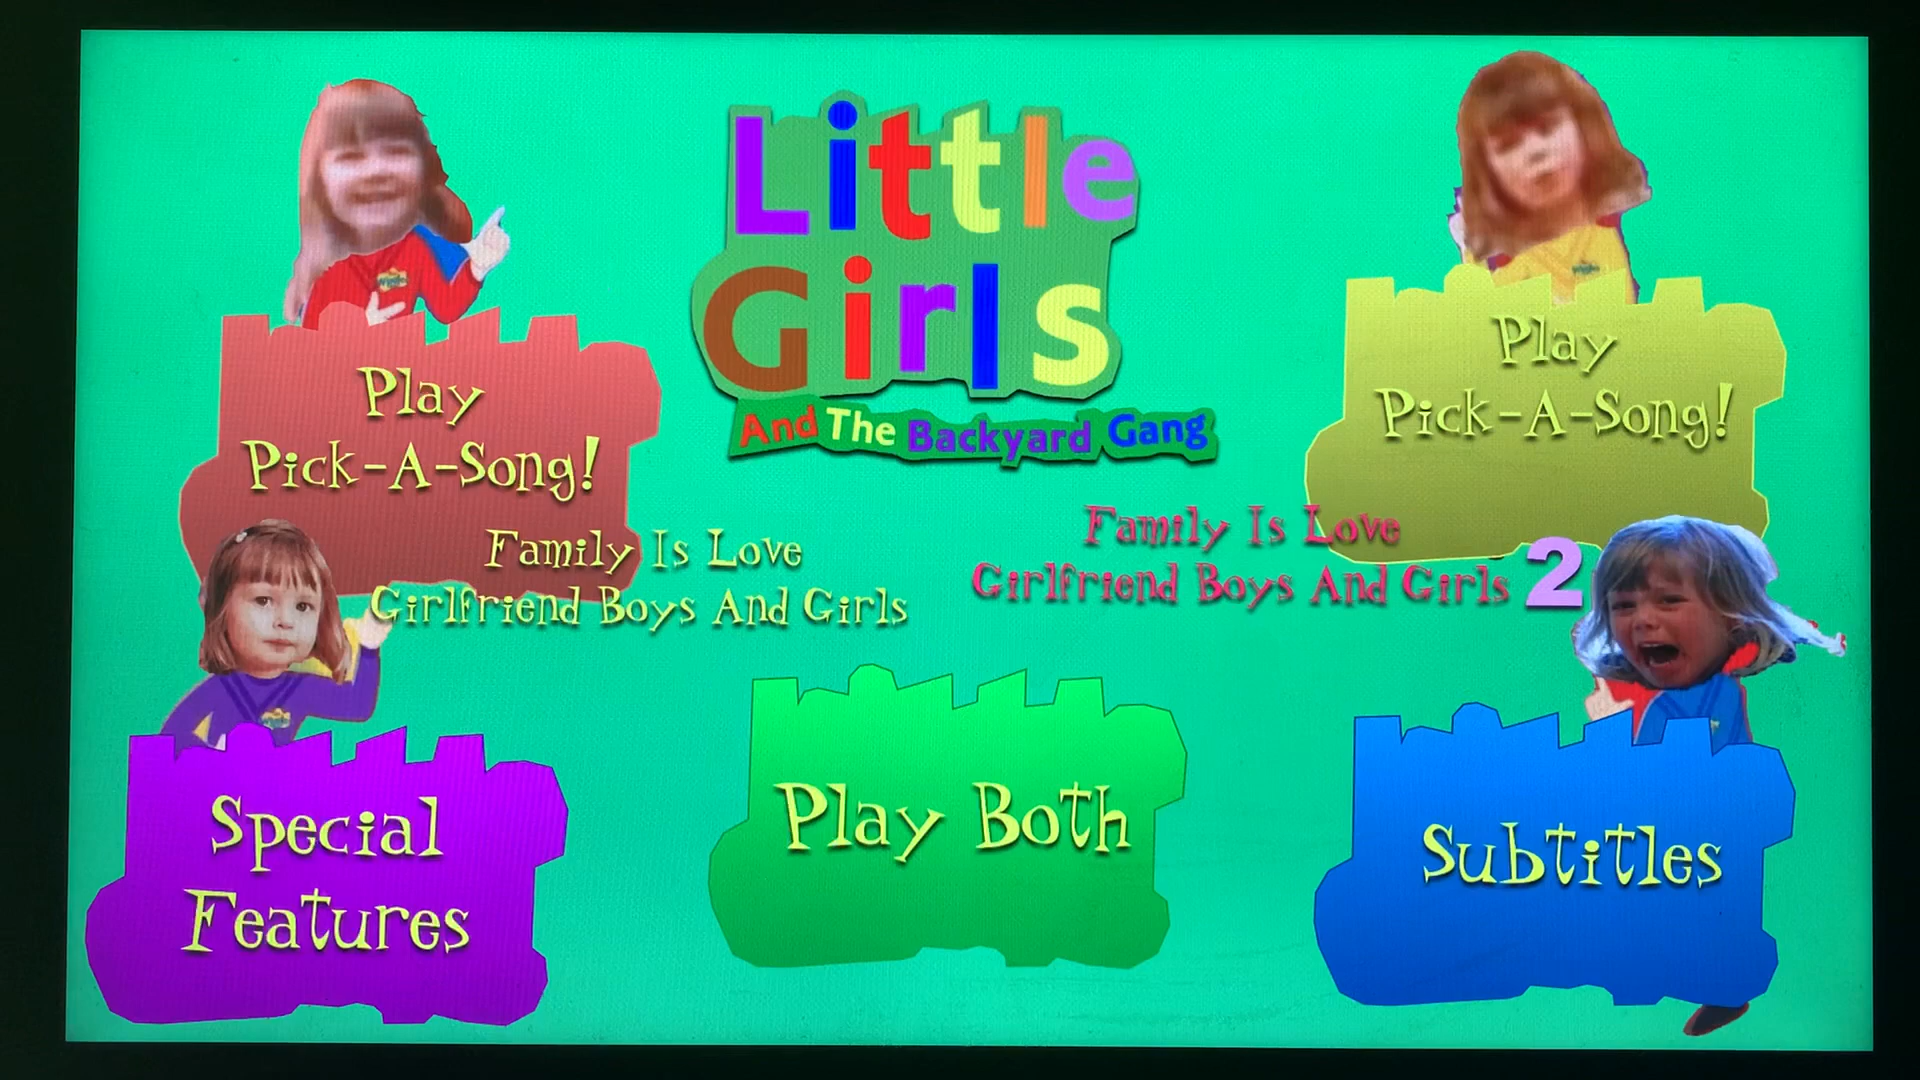 Little
Girls
And The Backyard Gang
Play
Pick-A-Song!
Play
Pick-A-Song!
Family Is Love
Girlfriend Boys And Girls
Family Is Love
Girlfriend Boys And Girls 2
Special
Features
Play Both
Subtitles